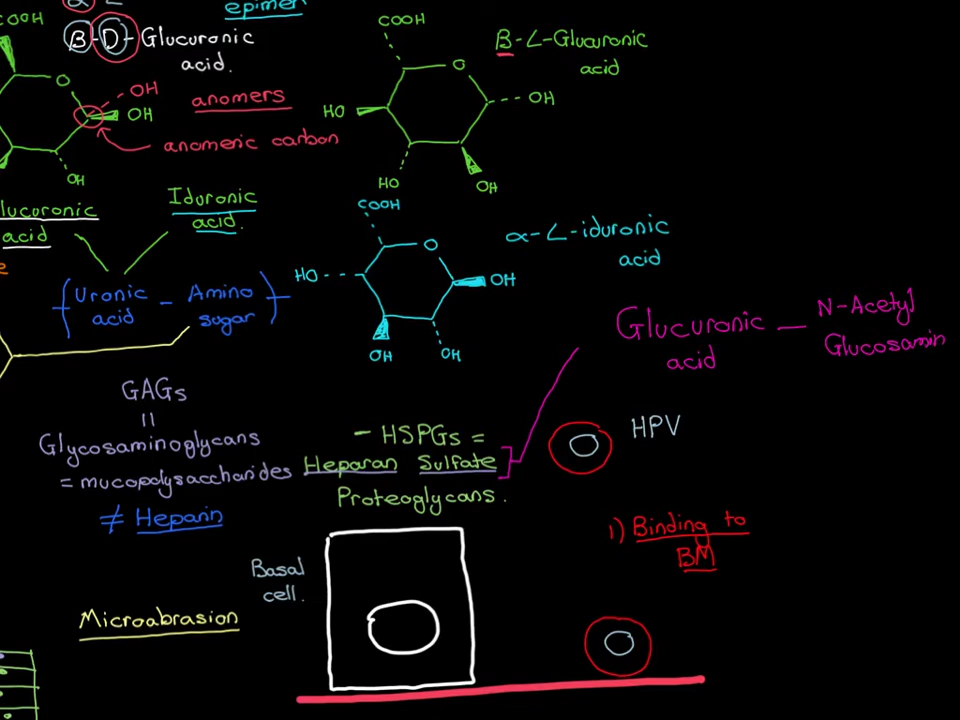 epimer
COOH
β-D-Glucuronic
acid.
O
OH
OH
OH
anomers
anomeric carbon
COOH
O
HO
OH
HO
OH
β-L-Glucuronic
acid
lucuronic
acid
Iduronic
acid.
Uronic - Amino
acid sugar
COOH
O
HO
OH
OH
OH
α-L-iduronic
acid
Glucuronic — N-Acetyl
acid Glucosamin
GAGs
=
Glycosaminoglycans
= mucopolysaccharides
≠ Heparin
- HSPGs =
Heparan Sulfate
Proteoglycans.
HPV
1) Binding to
BM
Basal
cell.
Microabrasion